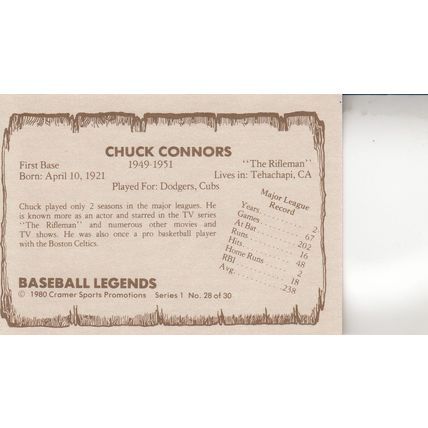 CHUCK CONNORS
First Base 1949-1951 "The Rifleman"
Born: April 10, 1921 Lives in: Tehachapi, CA
Played For: Dodgers, Cubs
Chuck played only 2 seasons in the major leagues. He
is known more as an actor and starred in the TV series
"The Rifleman" and numerous other movies and
TV shows. He was also once a pro basketball player
with the Boston Celtics.
Major League
Record
Years 2
Games 67
At Bat 202
Runs 16
Hits 48
Home Runs 2
RBI 18
Avg. .238
BASEBALL LEGENDS
© 1980 Cramer Sports Promotions Series 1 No. 28 of 30